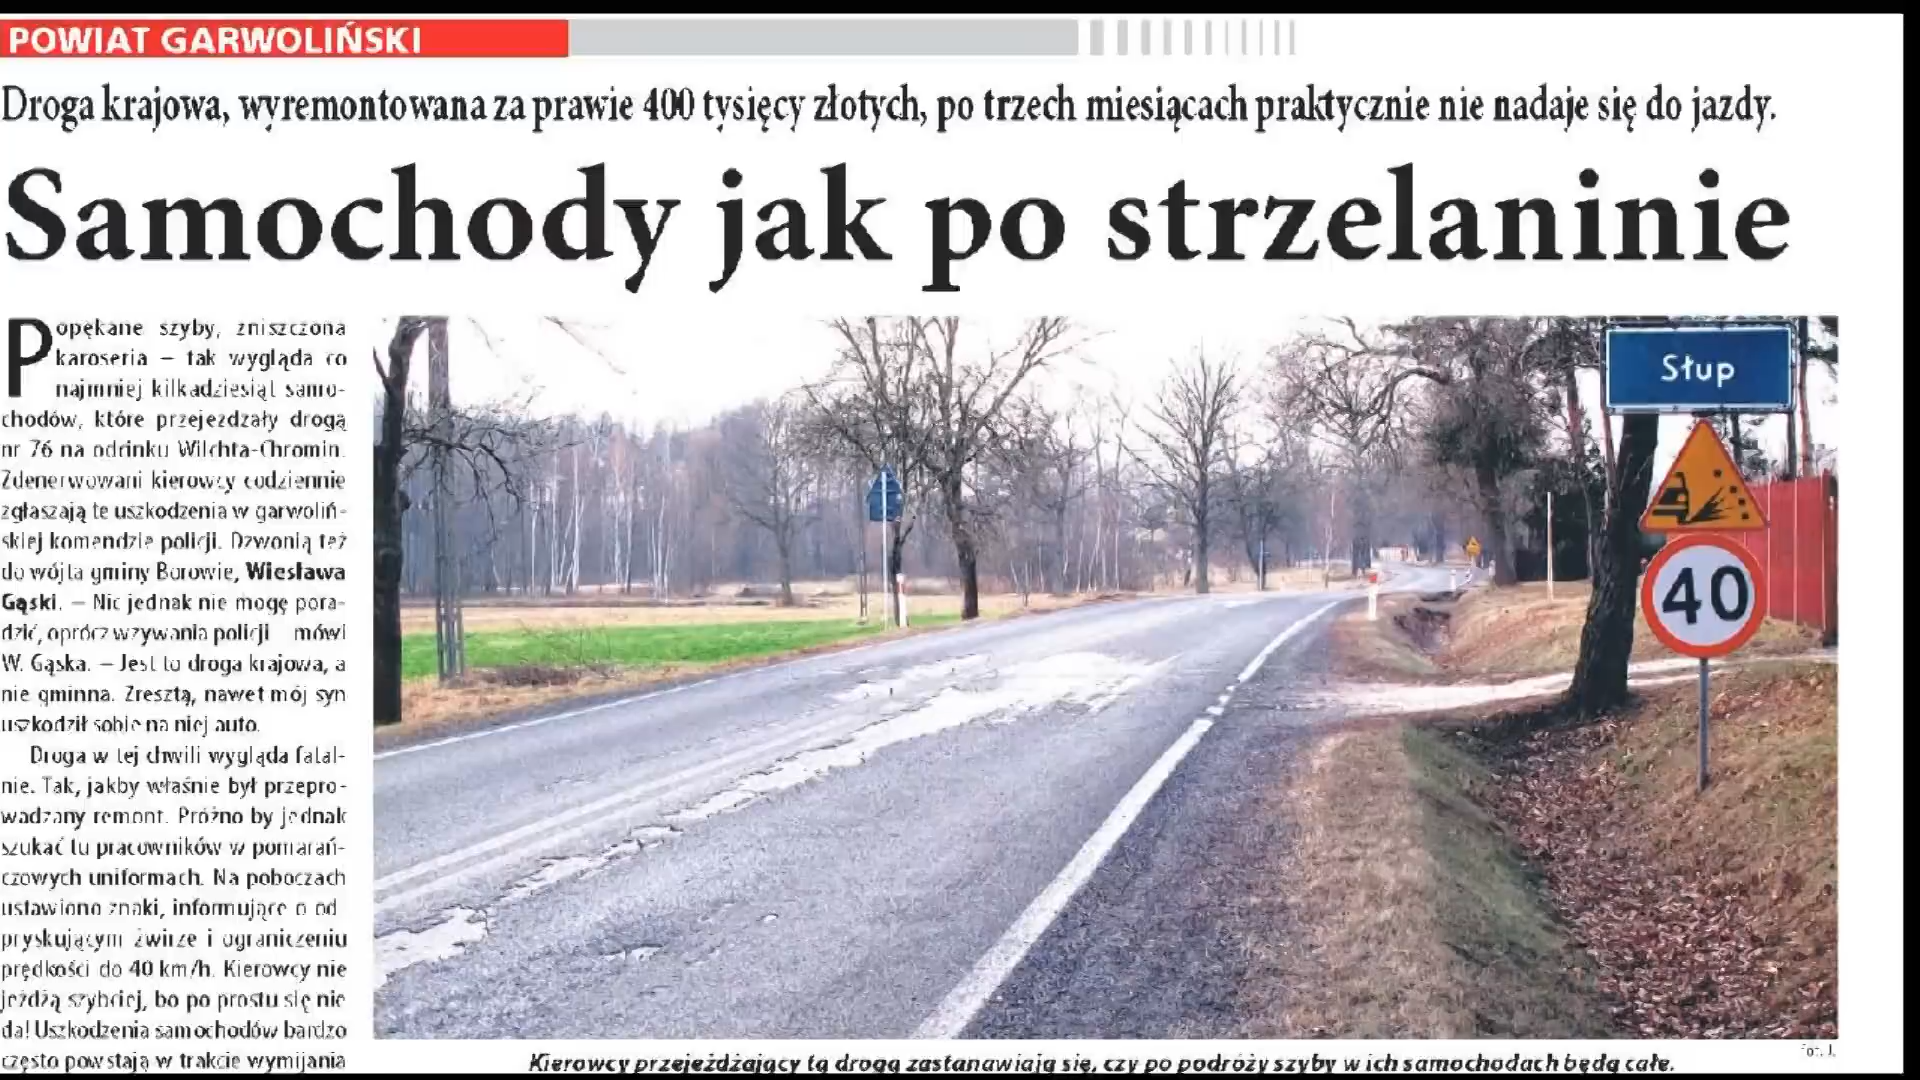 POWIAT GARWOLIŃSKI
Droga krajowa, wyremontowana za prawie 400 tysięcy złotych, po trzech miesiącach praktycznie nie nadaje się do jazdy.
Samochody jak po strzelaninie
Popękane szyby, zniszczona
karoseria – tak wygląda co
najmniej kilkadziesiąt samo-
chodów, które przejeżdżały drogą
nr 76 na odcinku Wilchta-Chromin.
Zdenerwowani kierowcy codziennie
zgłaszają te uszkodzenia w garwoliń-
skiej komendzie policji. Dzwonią też
do wójta gminy Borowie, Wiesława
Gąski. – Nic jednak nie mogę pora-
dzić, oprócz wzywania policji – mówi
W. Gąska. – Jest to droga krajowa, a
nie gminna. Zresztą, nawet mój syn
uszkodził sobie na niej auto.
Droga w tej chwili wygląda fatal-
nie. Tak, jakby właśnie był przepro-
wadzany remont. Próżno by jednak
szukać tu pracowników w pomarań-
czowych uniformach. Na poboczach
ustawiono znaki, informujące o od-
pryskującym żwirze i ograniczeniu
prędkości do 40 km/h. Kierowcy nie
jeżdżą szybciej, bo po prostu się nie
da! Uszkodzenia samochodów bardzo
często powstają w trakcie wymijania
Słup
40
Fot. J.
Kierowcy przejeżdżający tą drogą zastanawiają się, czy po podróży szyby w ich samochodach będą całe.